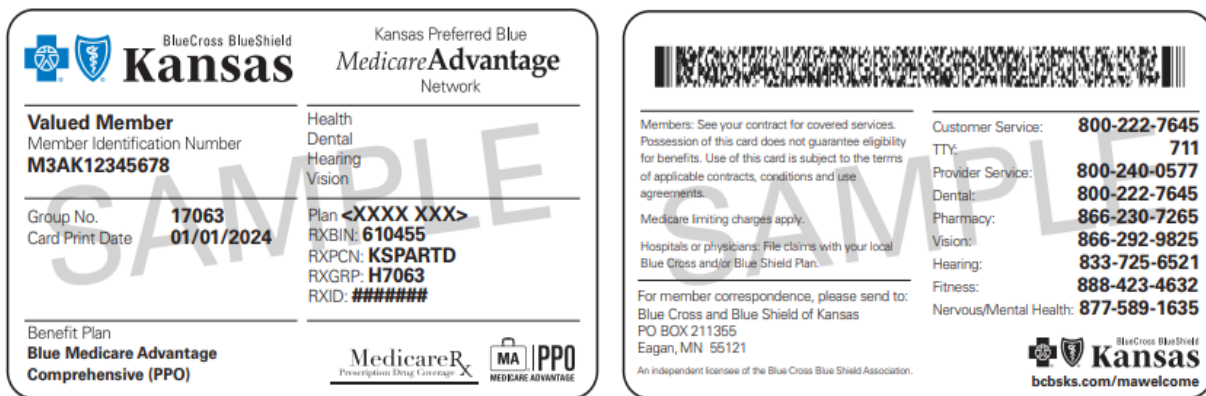 BlueCross BlueShield
Kansas
Kansas Preferred Blue
MedicareAdvantage
Network
Valued Member
Member Identification Number
M3AK12345678
Health
Dental
Hearing
Vision
Group No. 17063
Card Print Date 01/01/2024
Plan <XXXX XXX>
RXBIN: 610455
RXPCN: KSPARTD
RXGRP: H7063
RXID: #######
Benefit Plan
Blue Medicare Advantage
Comprehensive (PPO)
MedicareRx
Prescription Drug Coverage
MA PPO
MEDICARE ADVANTAGE
SAMPLE
Members: See your contract for covered services.
Possession of this card does not guarantee eligibility
for benefits. Use of this card is subject to the terms
of applicable contracts, conditions and use
agreements.
Medicare limiting charges apply.
Hospitals or physicians: File claims with your local
Blue Cross and/or Blue Shield Plan.
For member correspondence, please send to:
Blue Cross and Blue Shield of Kansas
PO BOX 211355
Eagan, MN 55121
An independent licensee of the Blue Cross Blue Shield Association.
Customer Service: 800-222-7645
TTY: 711
Provider Service: 800-240-0577
Dental: 800-222-7645
Pharmacy: 866-230-7265
Vision: 866-292-9825
Hearing: 833-725-6521
Fitness: 888-423-4632
Nervous/Mental Health: 877-589-1635
BlueCross BlueShield
Kansas
bcbsks.com/mawelcome
SAMPLE